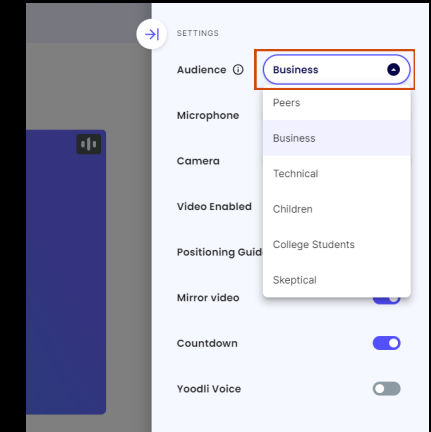 SETTINGS
Audience
Business
Peers
Microphone
Business
Camera
Technical
Video Enabled
Children
Positioning Guid
College Students
Skeptical
Mirror video
Countdown
Yoodli Voice